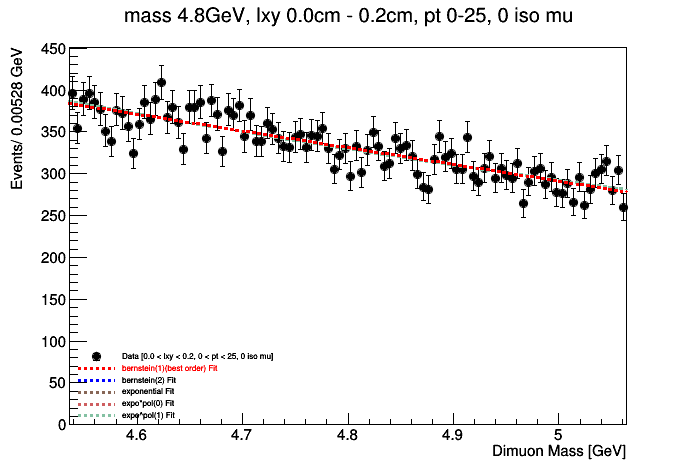 mass 4.8GeV, lxy 0.0cm - 0.2cm, pt 0-25, 0 iso mu
Events/ 0.00528 GeV
450
400
350
300
250
200
150
100
50
0
Data [0.0 < lxy < 0.2, 0 < pt < 25, 0 iso mu]
bernstein(1)(best order) Fit
bernstein(2) Fit
exponential Fit
expo*pol(0) Fit
expo*pol(1) Fit
4.6 4.7 4.8 4.9 5
Dimuon Mass [GeV]